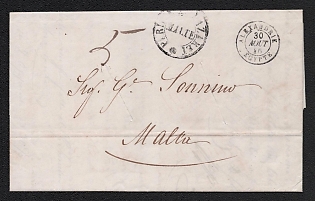 5
ALEXANDRIE
30
AOUT
EGYPTE
Sig. G. Sonnino
Malta